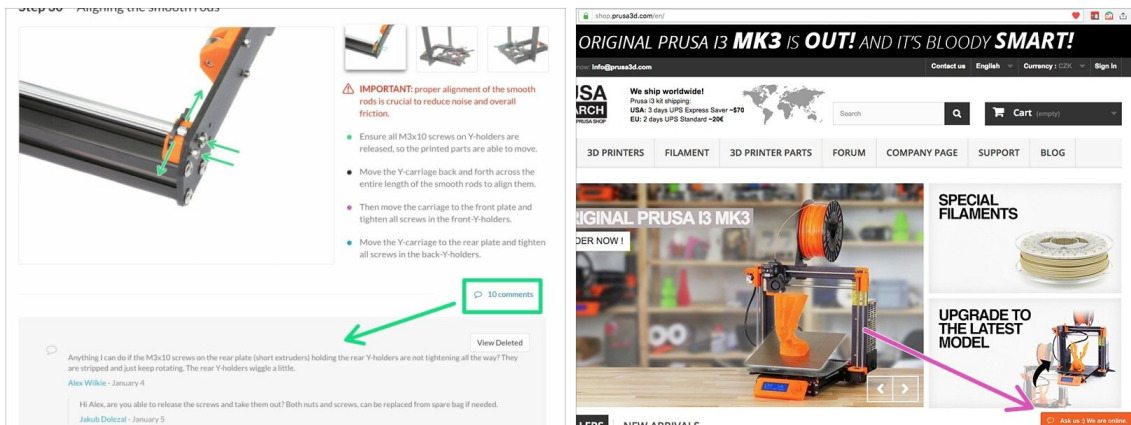 Aligning the smooth rods
IMPORTANT: proper alignment of the smooth
rods is crucial to reduce noise and overall
friction.
Ensure all M3x10 screws on Y-holders are
released, so the printed parts are able to move.
Move the Y-carriage back and forth across the
entire length of the smooth rods to align them.
Then move the carriage to the front plate and
tighten all screws in the front-Y-holders.
Move the Y-carriage to the rear plate and tighten
all screws in the back-Y-holders.
10 comments
View Deleted
Anything I can do if the M3x10 screws on the rear plate (short extruders) holding the rear Y-holders are not tightening all the way? They
are stripped and just keep rotating. The rear Y-holders wiggle a little.
Alex Wilkie - January 4
Hi Alex, are you able to release the screws and take them out? Both nuts and screws, can be replaced from spare bag if needed.
Jakub Dolezal - January 5
shop.prusa3d.com/en/
ORIGINAL PRUSA I3 MK3 IS OUT! AND IT'S BLOODY SMART!
now: info@prusa3d.com
Contact us English Currency : CZK Sign in
USA
ARCH
PRUSA SHOP
We ship worldwide!
Prusa i3 kit shipping:
USA: 3 days UPS Express Saver ~$70
EU: 2 days UPS Standard ~20€
Search
Cart (empty)
3D PRINTERS FILAMENT 3D PRINTER PARTS FORUM COMPANY PAGE SUPPORT BLOG
RIGINAL PRUSA I3 MK3
DER NOW !
SPECIAL
FILAMENTS
UPGRADE TO
THE LATEST
MODEL
Ask us :) We are online.
LERS NEW ARRIVALS